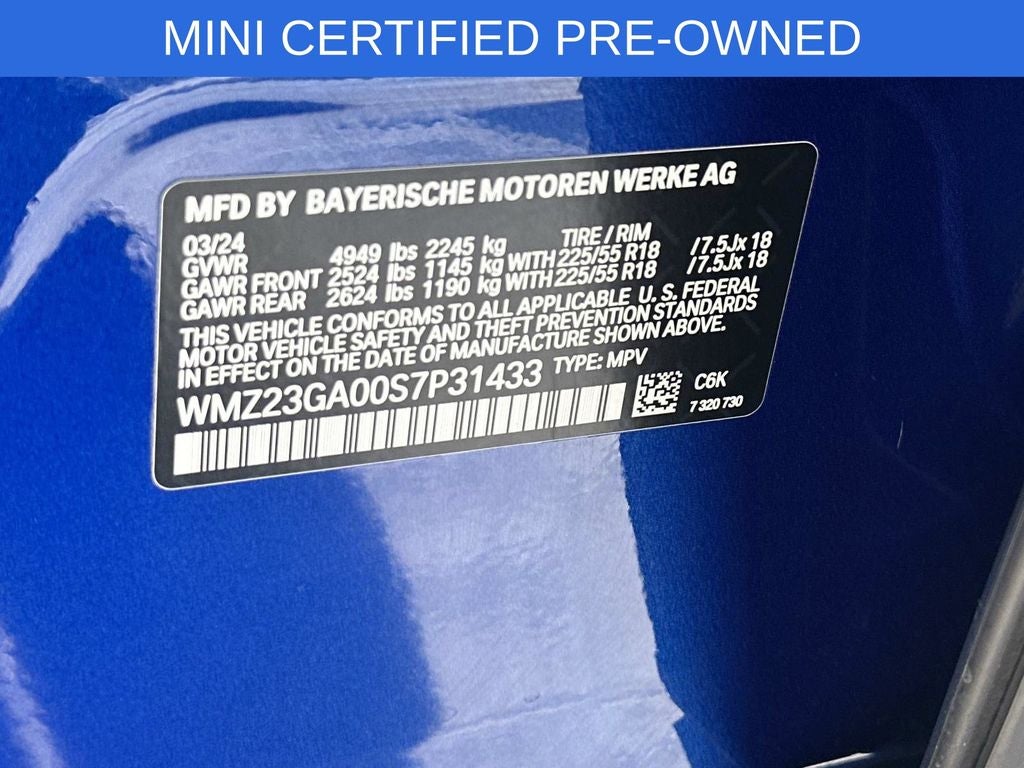 MINI CERTIFIED PRE-OWNED
MFD BY BAYERISCHE MOTOREN WERKE AG
03/24 TIRE / RIM
GVWR 4949 lbs 2245 kg
GAWR FRONT 2524 lbs 1145 kg WITH 225/55 R18 /7.5Jx 18
GAWR REAR 2624 lbs 1190 kg WITH 225/55 R18 /7.5Jx 18
THIS VEHICLE CONFORMS TO ALL APPLICABLE U. S. FEDERAL
MOTOR VEHICLE SAFETY AND THEFT PREVENTION STANDARDS
IN EFFECT ON THE DATE OF MANUFACTURE SHOWN ABOVE.
WMZ23GA00S7P31433 TYPE: MPV
C6K
7 320 730